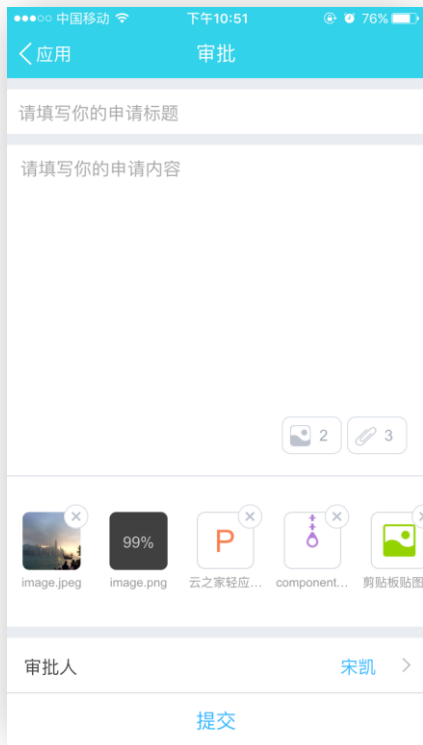 中国移动 下午10:51 76%
应用 审批
请填写你的申请标题
请填写你的申请内容
2 3
99% P
image.jpeg image.png 云之家轻应... component... 剪贴板贴图
审批人 宋凯
提交